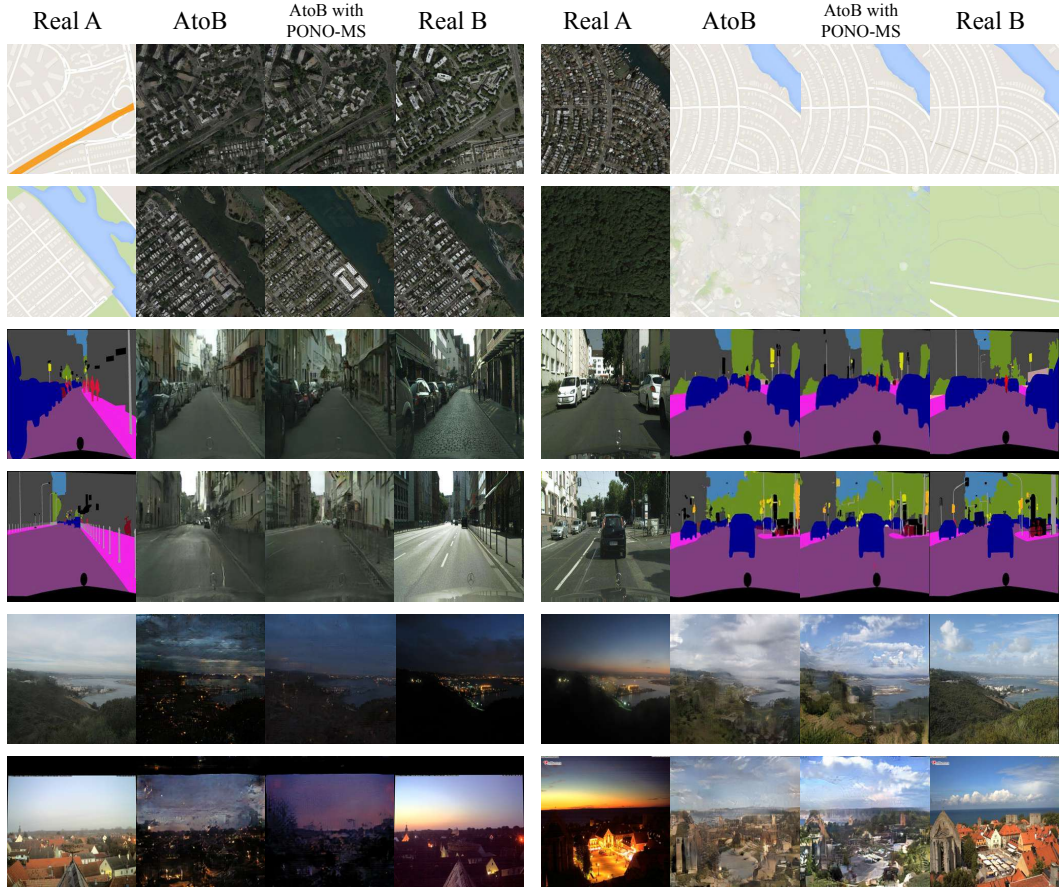 Real A
AtoB
AtoB with
PONO-MS
Real B
Real A
AtoB
AtoB with
PONO-MS
Real B